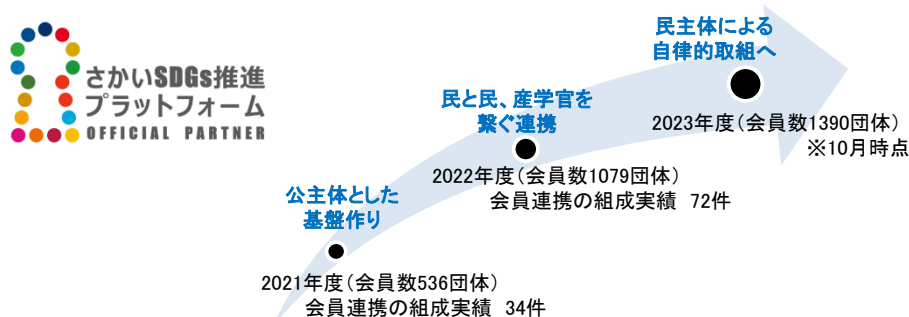 さかいSDGs推進
プラットフォーム
OFFICIAL PARTNER
公主体とした
基盤作り
2021年度(会員数536団体)
会員連携の組成実績 34件
民と民、産学官を
繋ぐ連携
2022年度(会員数1079団体)
会員連携の組成実績 72件
民主体による
自律的取組へ
2023年度(会員数1390団体)
※10月時点